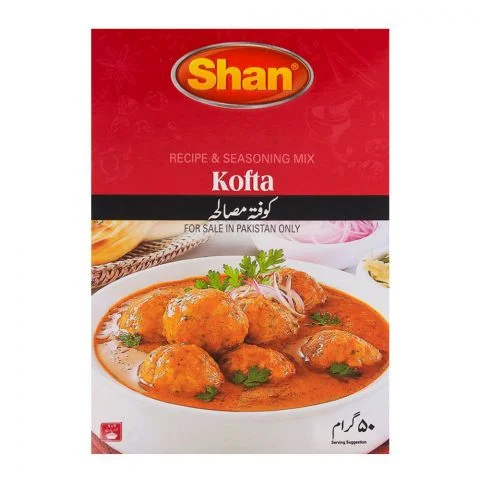 Shan®
RECIPE & SEASONING MIX
Kofta
کوفتہ مصالحہ
FOR SALE IN PAKISTAN ONLY
۵۰ گرام
Serving Suggestion